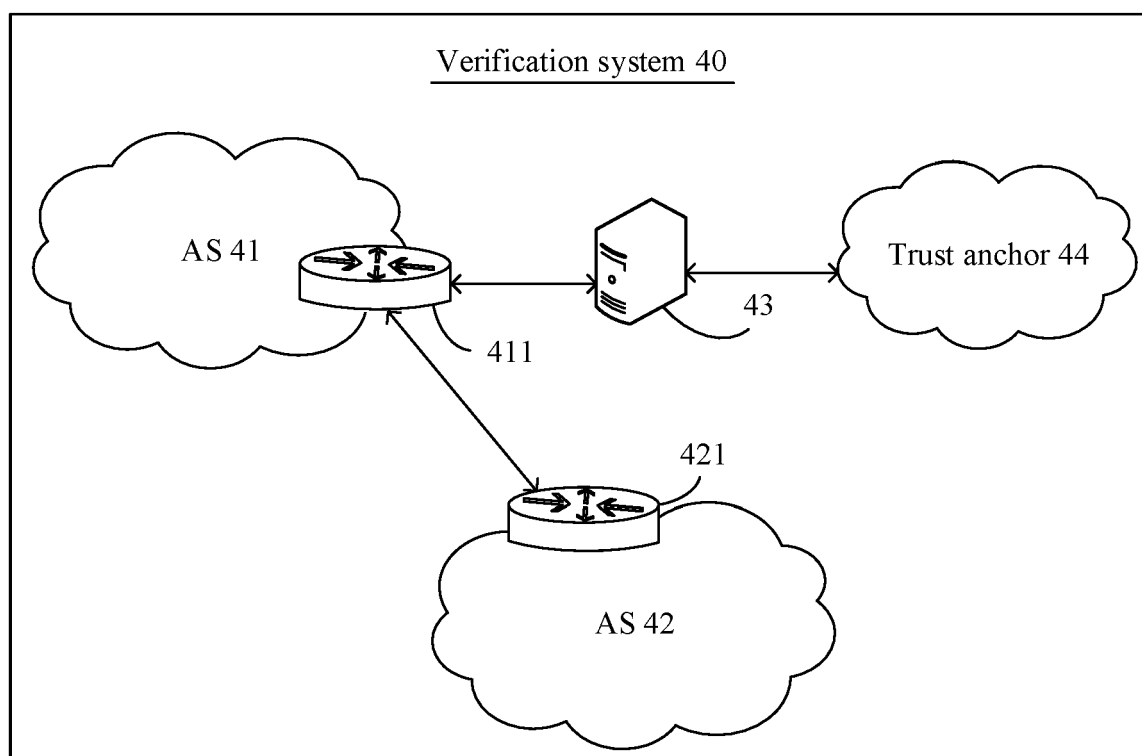 Verification system 40
AS 41
Trust anchor 44
43
411
421
AS 42